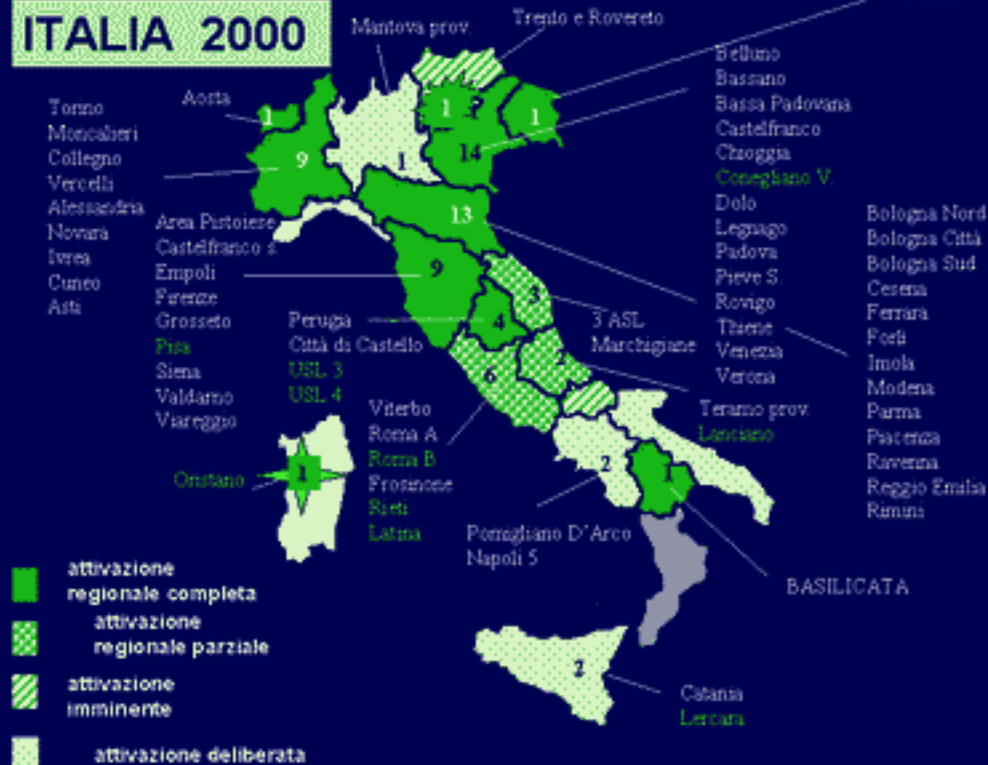 ITALIA 2000
Mantova prov.
Trento e Rovereto
Aosta
Torino
Moncalieri
Collegno
Vercelli
Alessandria
Novara
Ivrea
Cuneo
Asti
Area Pistoiese
Castelfranco s.
Empoli
Firenze
Grosseto
Pisa
Siena
Valdarno
Viareggio
Perugia
Città di Castello
USL 3
USL 4
Viterbo
Roma A
Roma B
Frosinone
Rieti
Latina
Oristano
Belluno
Bassano
Bassa Padovana
Castelfranco
Chioggia
Conegliano V.
Dolo
Legnago
Padova
Pieve S.
Rovigo
Thiene
Venezia
Verona
Bologna Nord
Bologna Città
Bologna Sud
Cesena
Ferrara
Forlì
Imola
Modena
Parma
Piacenza
Ravenna
Reggio Emilia
Rimini
3 ASL
Marchigiane
Teramo prov.
Lanciano
Pomigliano D'Arco
Napoli 5
BASILICATA
Catania
Lercara
1
9
1
1
?
14
1
13
9
3
4
2
6
1
2
1
2
attivazione
regionale completa
attivazione
regionale parziale
attivazione
imminente
attivazione deliberata